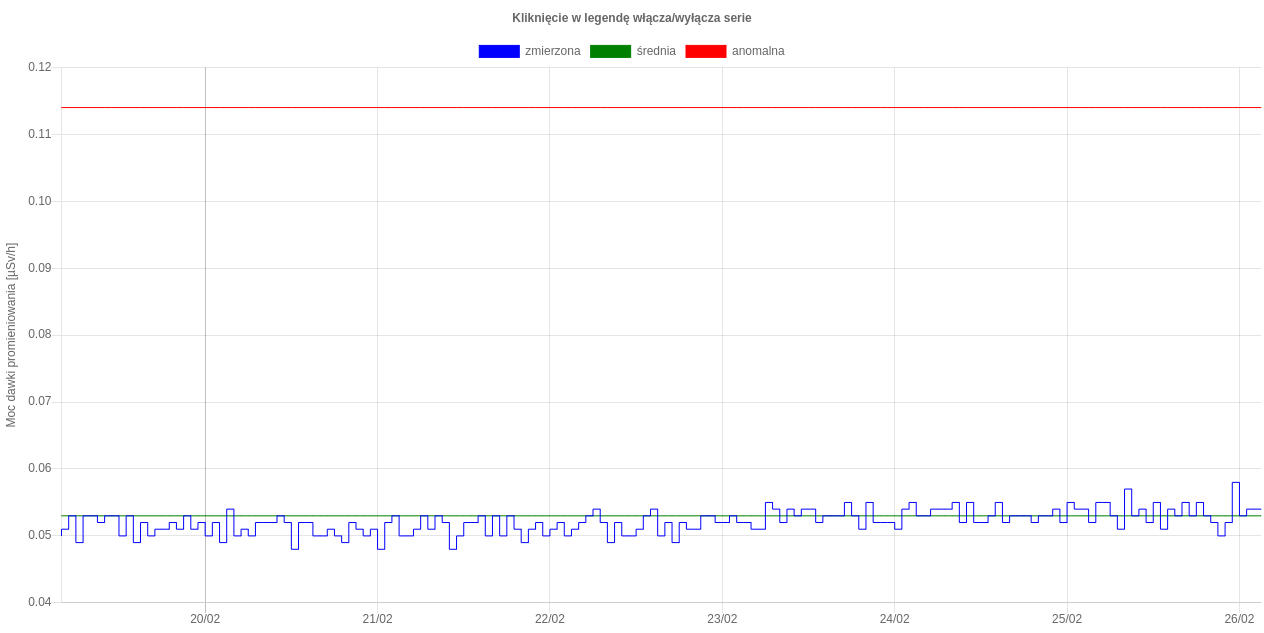 Kliknięcie w legendę włącza/wyłącza serie
zmierzona średnia anomalna
Moc dawki promieniowania [µSv/h]
0.12
0.11
0.10
0.09
0.08
0.07
0.06
0.05
0.04
20/02 21/02 22/02 23/02 24/02 25/02 26/02